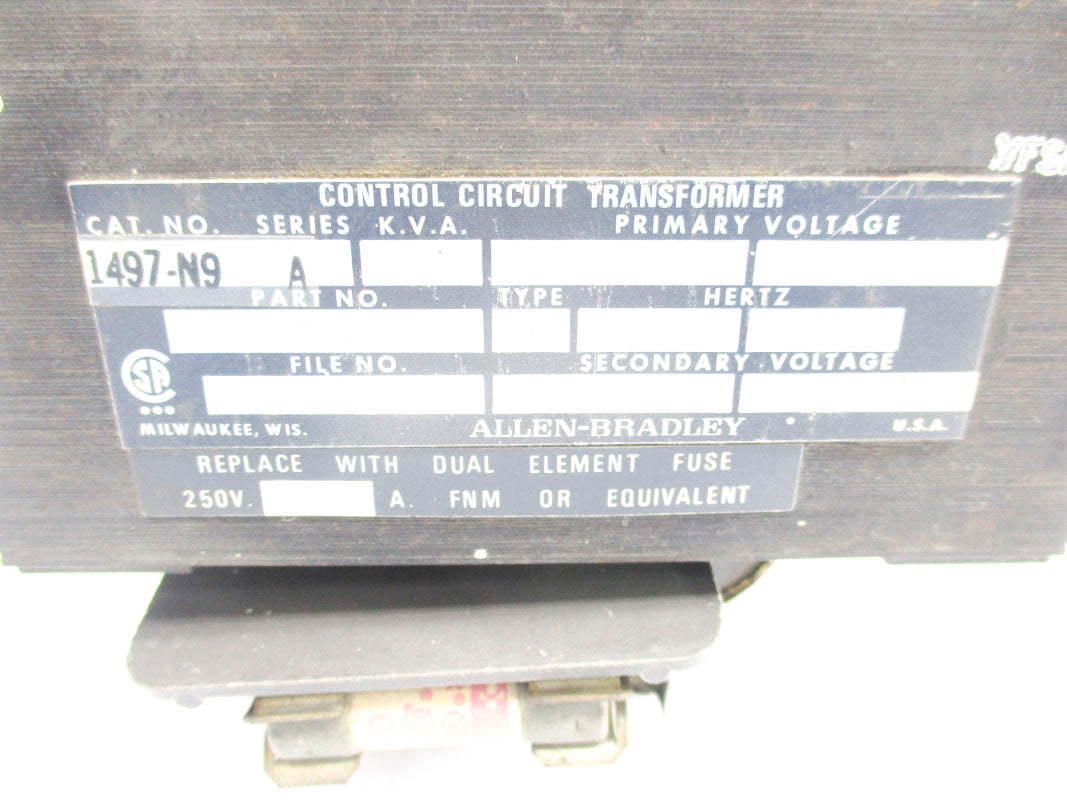 CONTROL CIRCUIT TRANSFORMER
CAT. NO. SERIES K.V.A. PRIMARY VOLTAGE
1497-N9 A
PART NO. TYPE HERTZ
FILE NO. SECONDARY VOLTAGE
SA
MILWAUKEE, WIS. ALLEN-BRADLEY U.S.A.
REPLACE WITH DUAL ELEMENT FUSE
250V. A. FNM OR EQUIVALENT